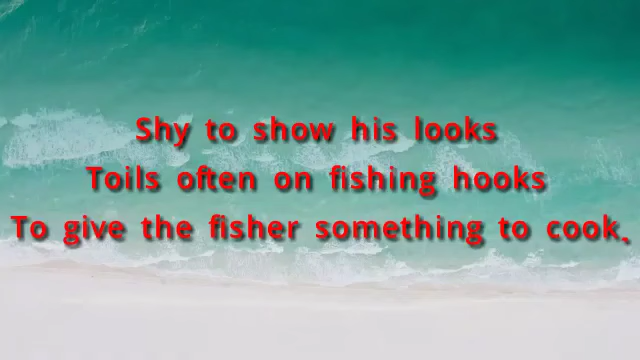 Shy to show his looks
Toils often on fishing hooks
To give the fisher something to cook.